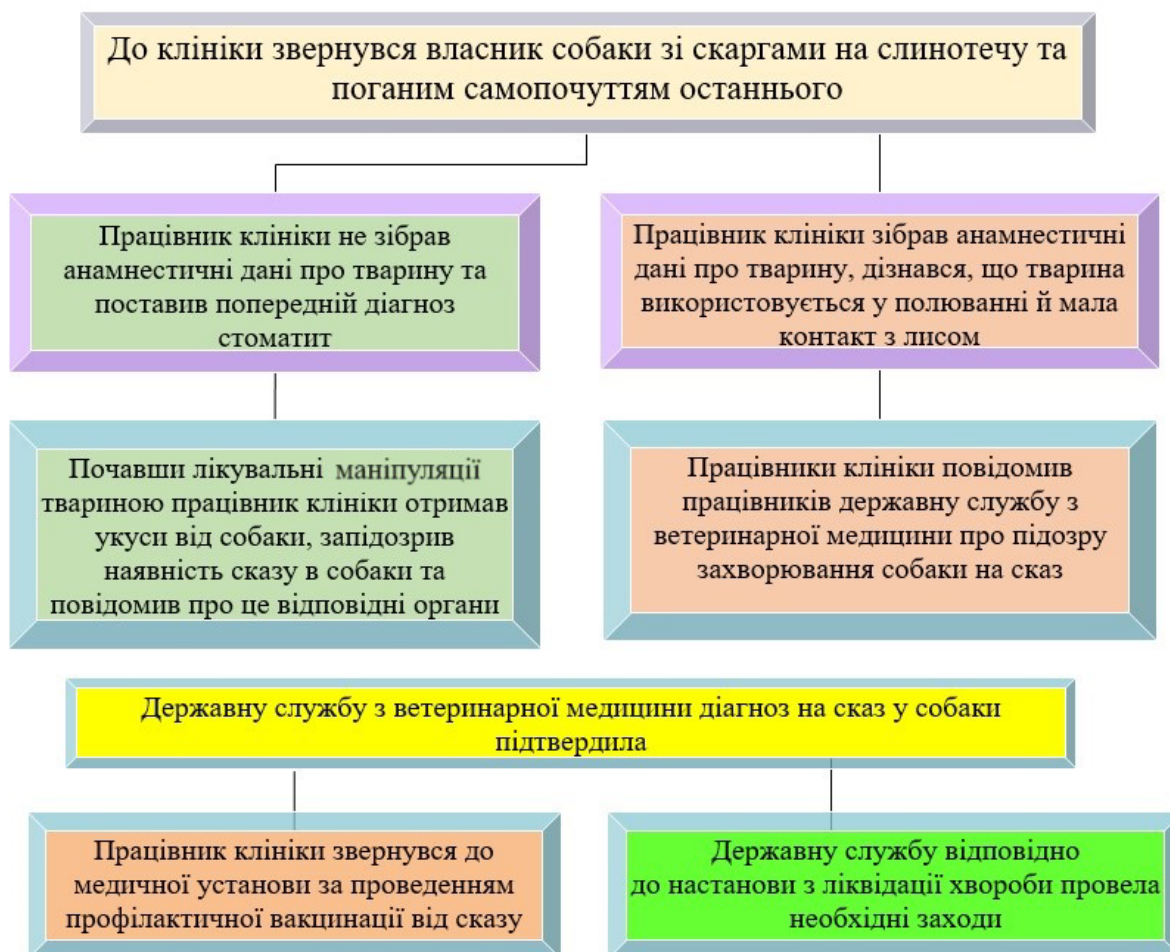 До клініки звернувся власник собаки зі скаргами на слинотечу та
поганим самопочуттям останнього
Працівник клініки не зібрав
анамнестичні дані про тварину та
поставив попередній діагноз
стоматит
Працівник клініки зібрав анамнестичні
дані про тварину, дізнався, що тварина
використовується у полюванні й мала
контакт з лисом
Почавши лікувальні маніпуляції
твариною працівник клініки отримав
укуси від собаки, запідозрив
наявність сказу в собаки та
повідомив про це відповідні органи
Працівники клініки повідомив
працівників державну службу з
ветеринарної медицини про підозру
захворювання собаки на сказ
Державну службу з ветеринарної медицини діагноз на сказ у собаки
підтвердила
Працівник клініки звернувся до
медичної установи за проведенням
профілактичної вакцинації від сказу
Державну службу відповідно
до настанови з ліквідації хвороби провела
необхідні заходи